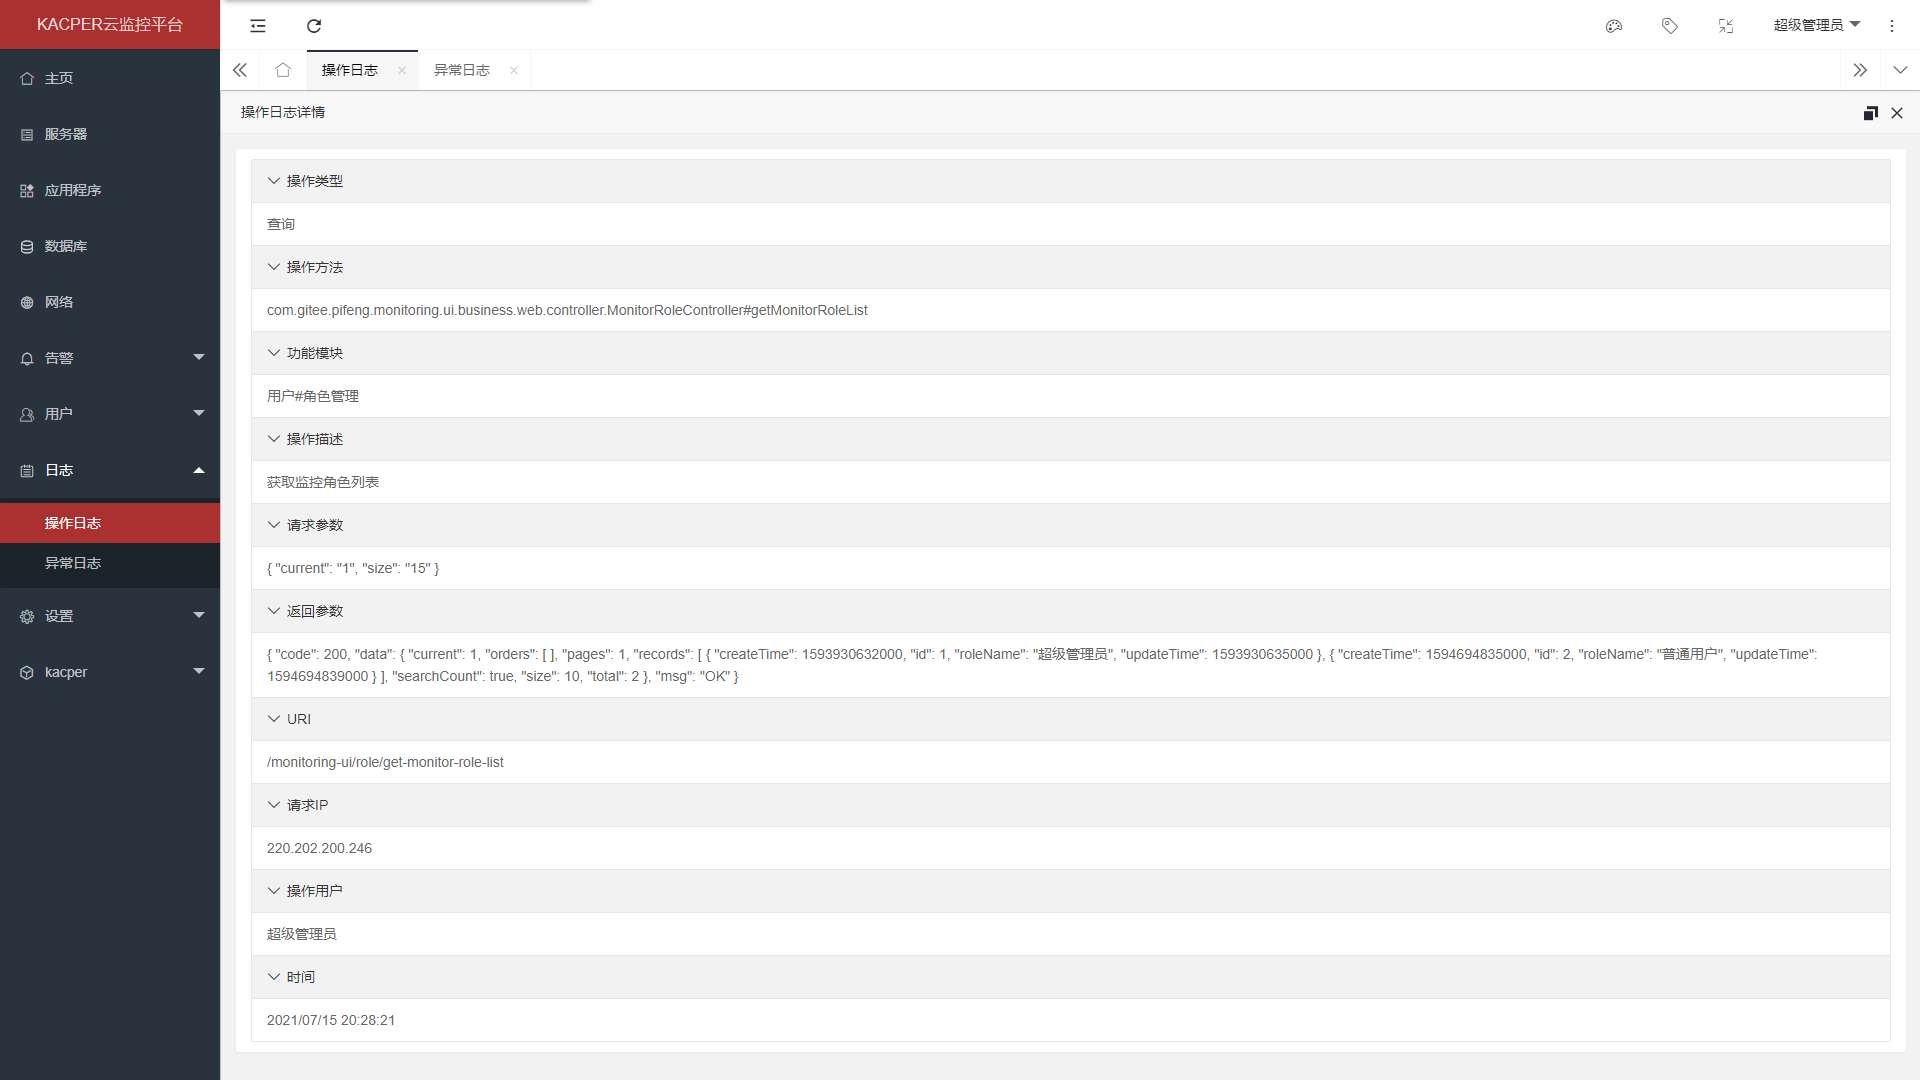 KACPER云监控平台
超级管理员
主页
服务器
应用程序
数据库
网络
告警
用户
日志
操作日志
异常日志
设置
kacper
操作日志
异常日志
操作日志详情
操作类型
查询
操作方法
com.gitee.pifeng.monitoring.ui.business.web.controller.MonitorRoleController#getMonitorRoleList
功能模块
用户#角色管理
操作描述
获取监控角色列表
请求参数
{ "current": "1", "size": "15" }
返回参数
{ "code": 200, "data": { "current": 1, "orders": [ ], "pages": 1, "records": [ { "createTime": 1593930632000, "id": 1, "roleName": "超级管理员", "updateTime": 1593930635000 }, { "createTime": 1594694835000, "id": 2, "roleName": "普通用户", "updateTime":
1594694839000 } ], "searchCount": true, "size": 10, "total": 2 }, "msg": "OK" }
URI
/monitoring-ui/role/get-monitor-role-list
请求IP
220.202.200.246
操作用户
超级管理员
时间
2021/07/15 20:28:21